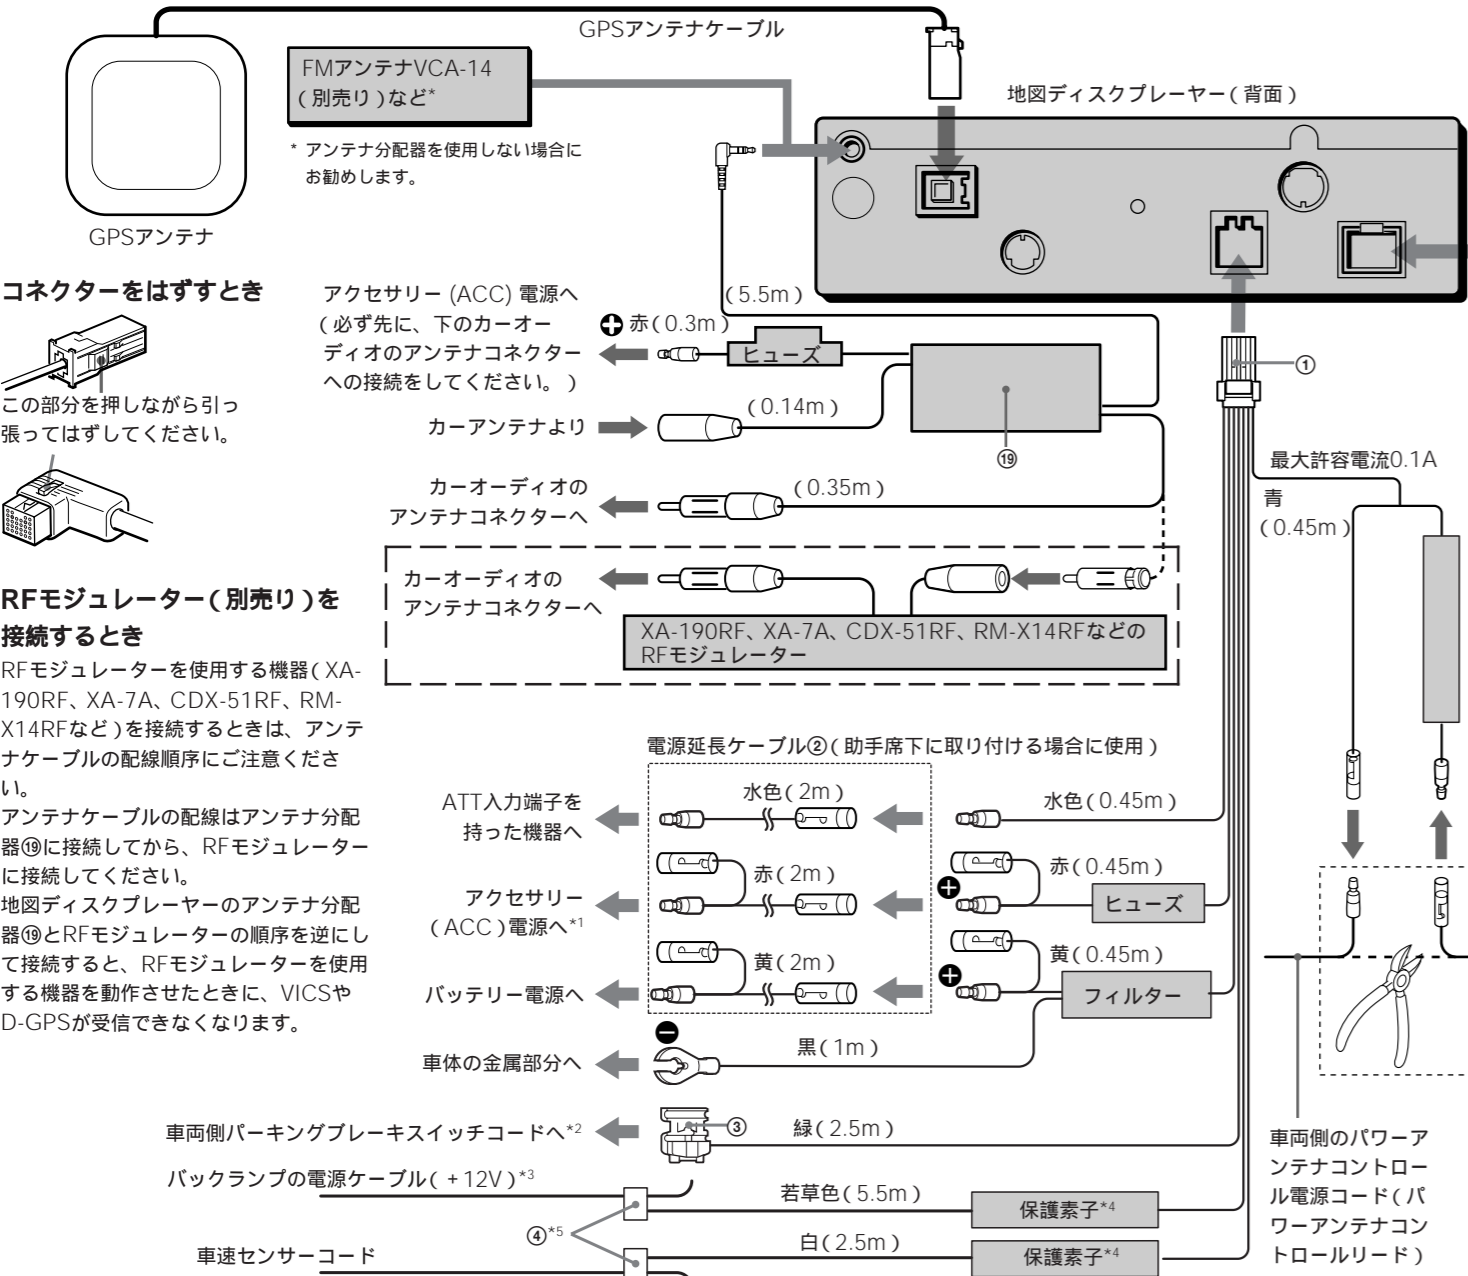 GPSアンテナケーブル
FMアンテナVCA-14
(別売り)など*
* アンテナ分配器を使用しない場合に
お勧めします。
GPSアンテナ
地図ディスクプレーヤー(背面)
コネクターをはずすとき
この部分を押しながら引っ
張ってはずしてください。
アクセサリー (ACC) 電源へ
(必ず先に、下のカーオー
ディオのアンテナコネクター
への接続をしてください。)
(5.5m)
⊕ 赤(0.3m)
ヒューズ
(0.14m)
カーアンテナより
⑲
①
カーオーディオの
アンテナコネクターへ
(0.35m)
最大許容電流0.1A
青
(0.45m)
カーオーディオの
アンテナコネクターへ
XA-190RF、XA-7A、CDX-51RF、RM-X14RFなどの
RFモジュレーター
RFモジュレーター(別売り)を
接続するとき
RFモジュレーターを使用する機器(XA-
190RF、XA-7A、CDX-51RF、RM-
X14RFなど)を接続するときは、アンテ
ナケーブルの配線順序にご注意くださ
い。
アンテナケーブルの配線はアンテナ分配
器⑲に接続してから、RFモジュレーター
に接続してください。
地図ディスクプレーヤーのアンテナ分配
器⑲とRFモジュレーターの順序を逆にし
て接続すると、RFモジュレーターを使用
する機器を動作させたときに、VICSや
D-GPSが受信できなくなります。
電源延長ケーブル②(助手席下に取り付ける場合に使用)
ATT入力端子を
持った機器へ
水色(2m)
水色(0.45m)
アクセサリー
(ACC)電源へ*1
赤(2m)
⊕
赤(0.45m)
ヒューズ
バッテリー電源へ
黄(2m)
⊕
黄(0.45m)
フィルター
車体の金属部分へ
⊖
黒(1m)
車両側パーキングブレーキスイッチコードへ*2
③
緑(2.5m)
バックランプの電源ケーブル(+12V)*3
若草色(5.5m)
保護素子*4
④*5
車速センサーコード
白(2.5m)
保護素子*4
車両側のパワーア
ンテナコントロー
ル電源コード(パ
ワーアンテナコン
トロールリード)